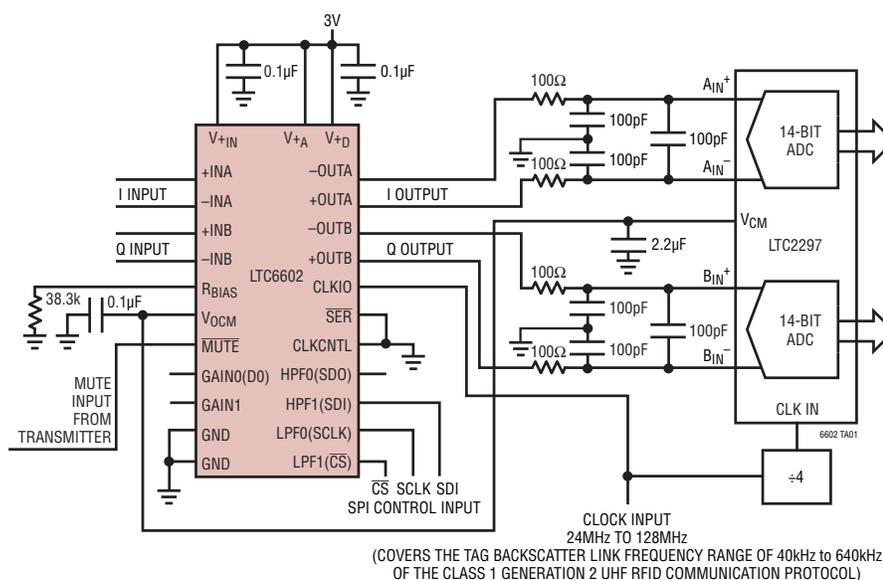 3V
0.1µF
0.1µF
V+IN
V+A
V+D
+INA
–INA
+INB
–INB
RBIAS
VOCM
MUTE
GAIN0(D0)
GAIN1
GND
GND
LTC6602
–OUTA
+OUTA
–OUTB
+OUTB
CLKIO
SER
CLKCNTL
HPF0(SDO)
HPF1(SDI)
LPF0(SCLK)
LPF1(CS)
I INPUT
Q INPUT
38.3k
0.1µF
MUTE
INPUT
FROM
TRANSMITTER
I OUTPUT
Q OUTPUT
CS SCLK SDI
SPI CONTROL INPUT
100Ω
100pF
100pF
100pF
100Ω
2.2µF
100Ω
100pF
100pF
100pF
100Ω
AIN+
AIN–
VCM
BIN+
BIN–
14-BIT
ADC
LTC2297
14-BIT
ADC
CLK IN
6602 TA01
÷4
CLOCK INPUT
24MHz TO 128MHz
(COVERS THE TAG BACKSCATTER LINK FREQUENCY RANGE OF 40kHz to 640kHz
OF THE CLASS 1 GENERATION 2 UHF RFID COMMUNICATION PROTOCOL)